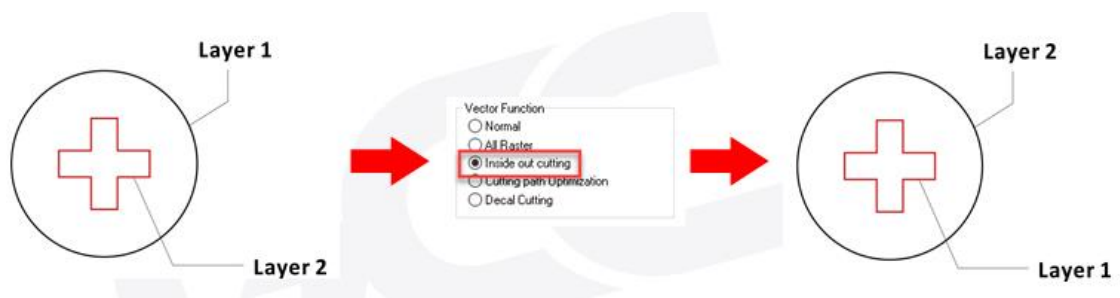 Layer 1
Layer 2
Vector Function
Normal
All Raster
Inside out cutting
Cutting path Optimization
Decal Cutting
Layer 2
Layer 1